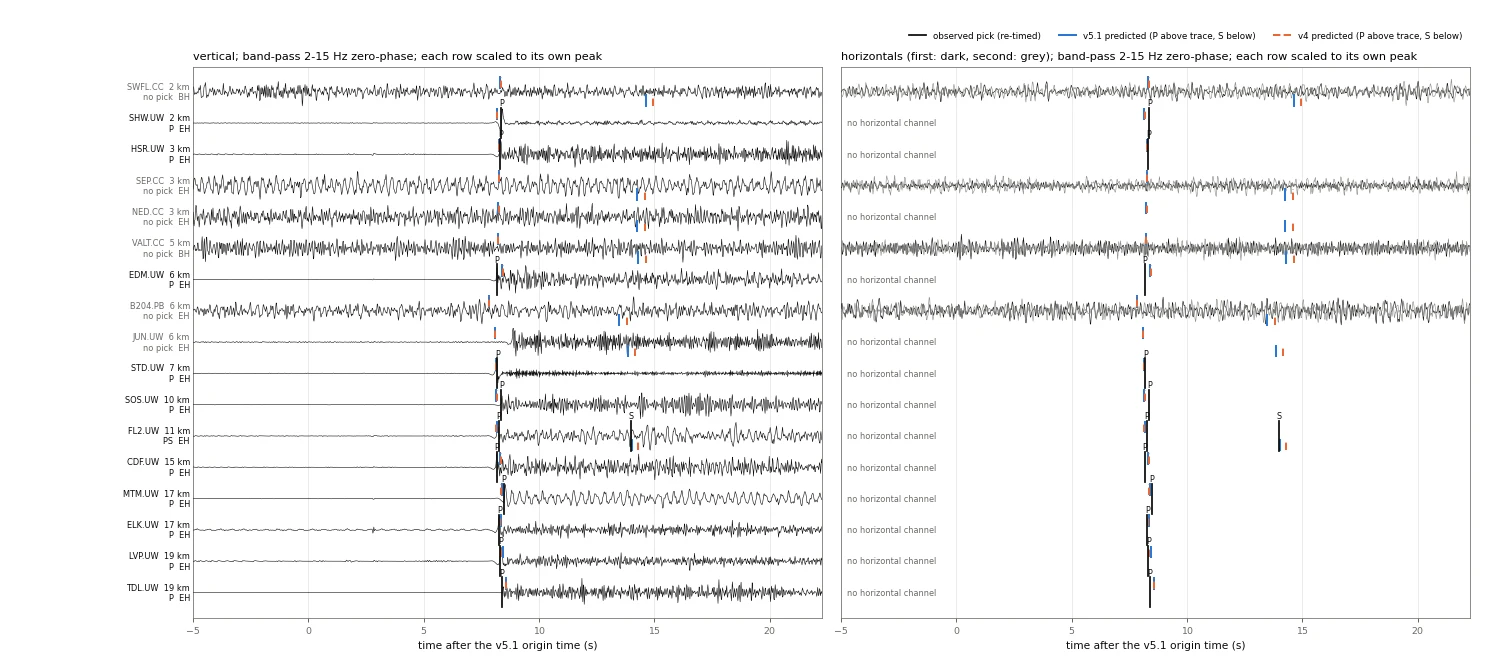 observed pick (re-timed)
v5.1 predicted (P above trace, S below)
v4 predicted (P above trace, S below)
vertical; band-pass 2-15 Hz zero-phase; each row scaled to its own peak
horizontals (first: dark, second: grey); band-pass 2-15 Hz zero-phase; each row scaled to its own peak
SWFL.CC 2 km
no pick BH
SHW.UW 2 km
P EH
P
P
no horizontal channel
HSR.UW 3 km
P EH
P
P
no horizontal channel
SEP.CC 3 km
no pick EH
NED.CC 3 km
no pick EH
no horizontal channel
VALT.CC 5 km
no pick BH
EDM.UW 6 km
P EH
P
P
no horizontal channel
B204.PB 6 km
no pick EH
JUN.UW 6 km
no pick EH
no horizontal channel
STD.UW 7 km
P EH
P
P
no horizontal channel
SOS.UW 10 km
P EH
P
P
no horizontal channel
FL2.UW 11 km
PS EH
P
S
P
S
no horizontal channel
CDF.UW 15 km
P EH
P
P
no horizontal channel
MTM.UW 17 km
P EH
P
P
no horizontal channel
ELK.UW 17 km
P EH
P
P
no horizontal channel
LVP.UW 19 km
P EH
P
P
no horizontal channel
TDL.UW 19 km
P EH
P
P
no horizontal channel
−5 0 5 10 15 20
−5 0 5 10 15 20
time after the v5.1 origin time (s)
time after the v5.1 origin time (s)